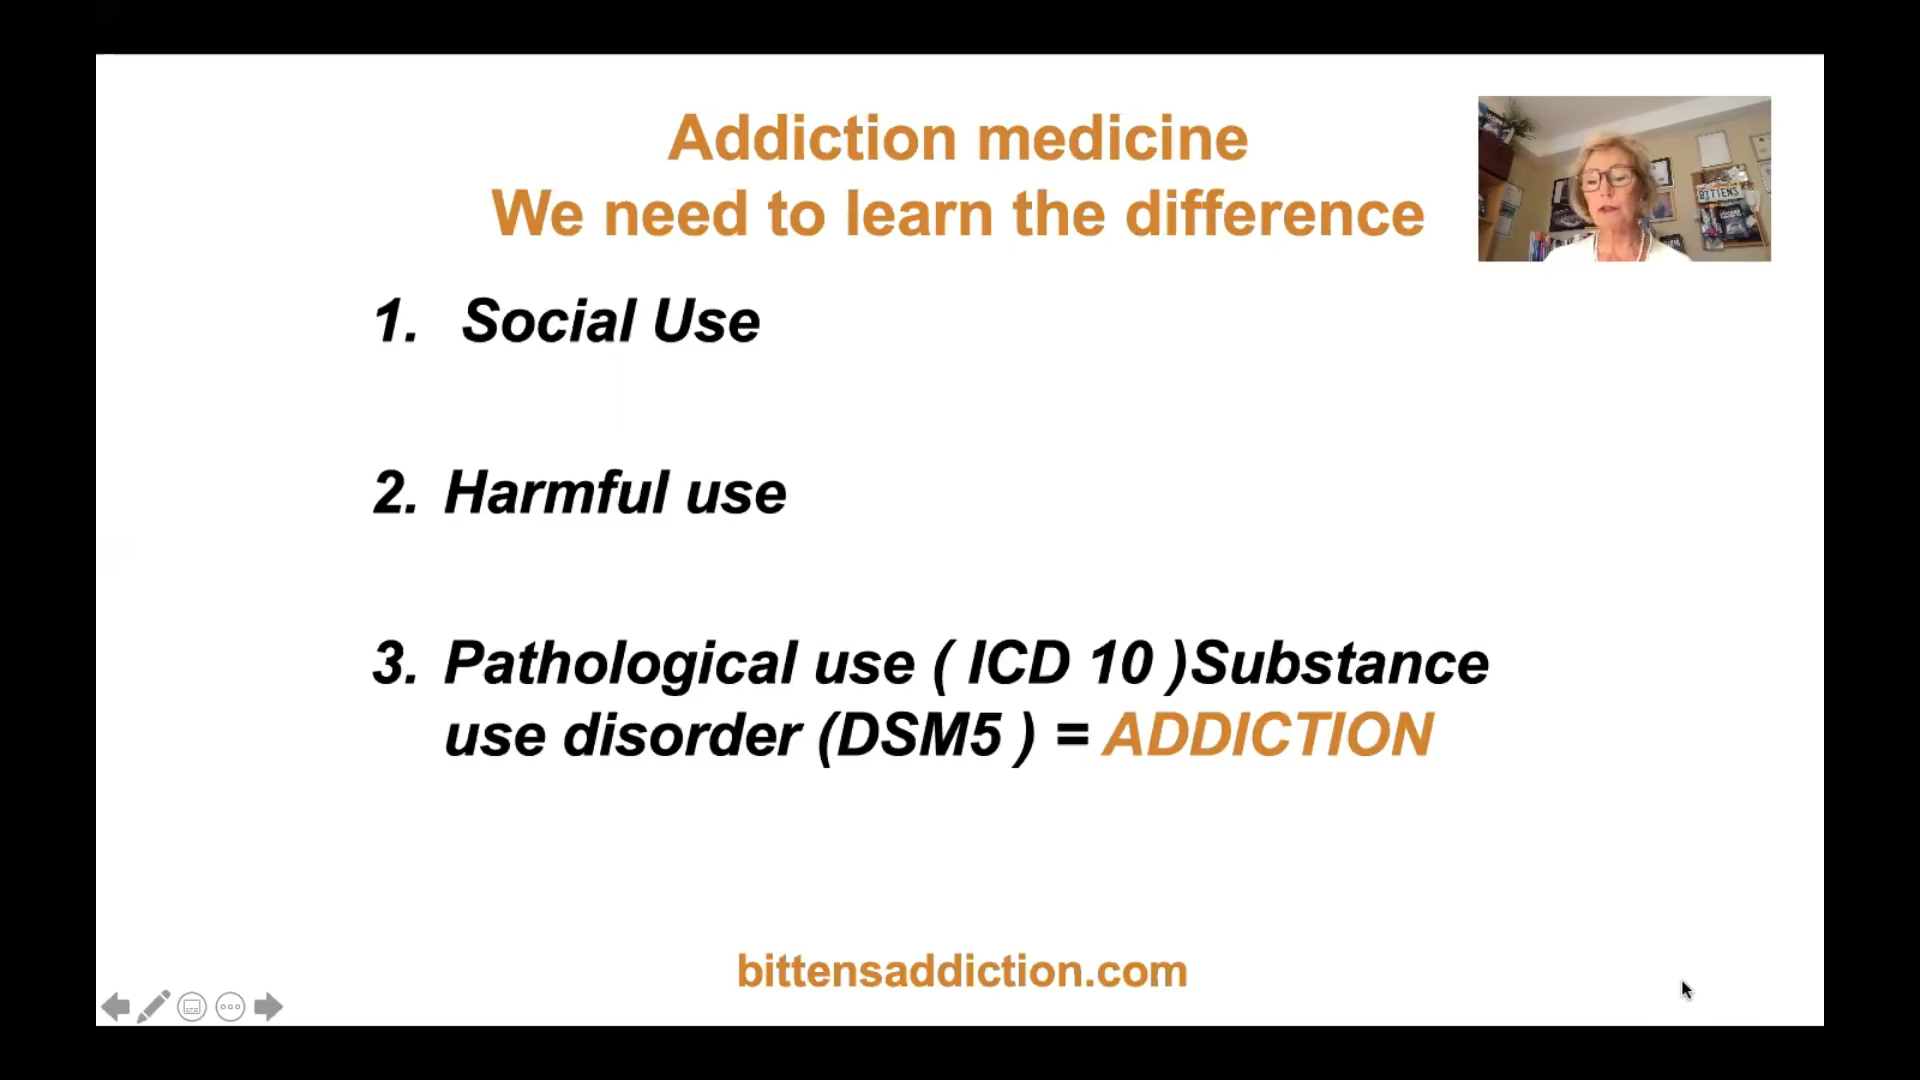 Addiction medicine
We need to learn the difference
1. Social Use
2. Harmful use
3. Pathological use ( ICD 10 )Substance
use disorder (DSM5 ) = ADDICTION
bittensaddiction.com
BITTENS